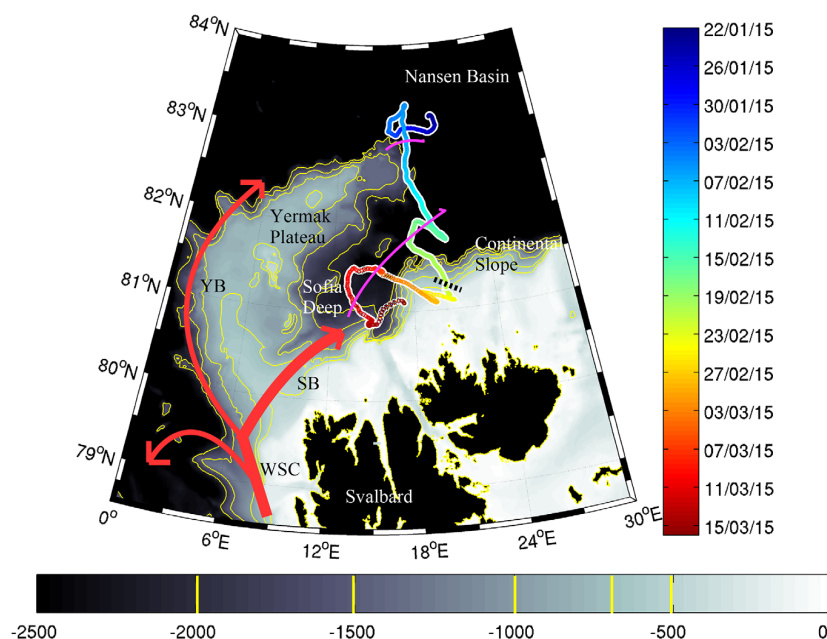 84°N
83°N
82°N
81°N
80°N
79°N
0°
6°E
12°E
18°E
24°E
30°E
Nansen Basin
Yermak
Plateau
Continental
Slope
YB
Sofia
Deep
SB
WSC
Svalbard
22/01/15
26/01/15
30/01/15
03/02/15
07/02/15
11/02/15
15/02/15
19/02/15
23/02/15
27/02/15
03/03/15
07/03/15
11/03/15
15/03/15
-2500
-2000
-1500
-1000
-500
0